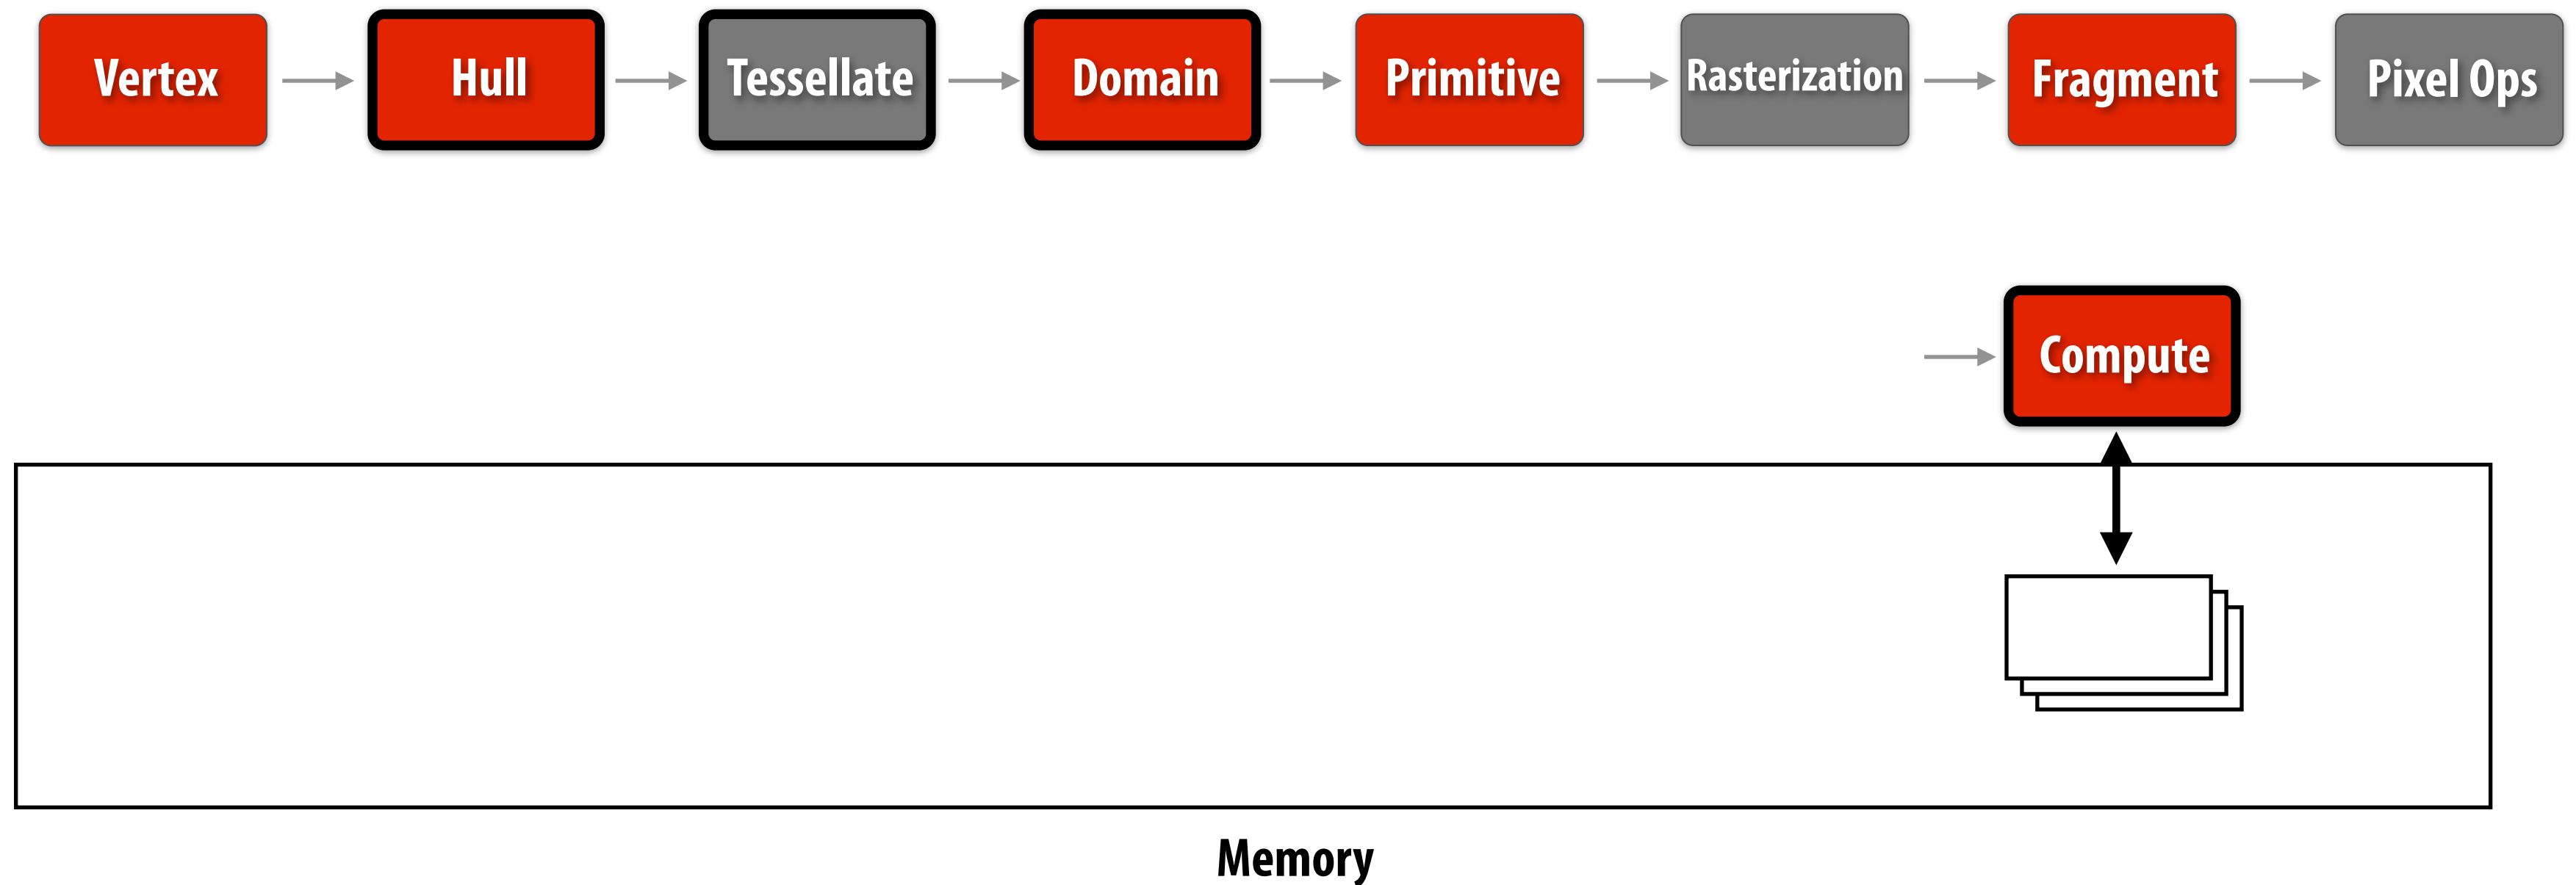 Vertex
Hull
Tessellate
Domain
Primitive
Rasterization
Fragment
Pixel Ops
Compute
Memory